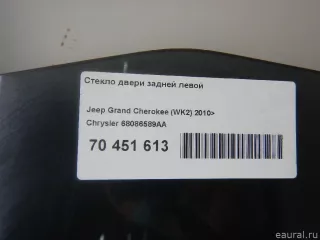 Стекло двери задней левой
Jeep Grand Cherokee (WK2) 2010>
Chrysler 68086589AA
70 451 613
eaural.ru